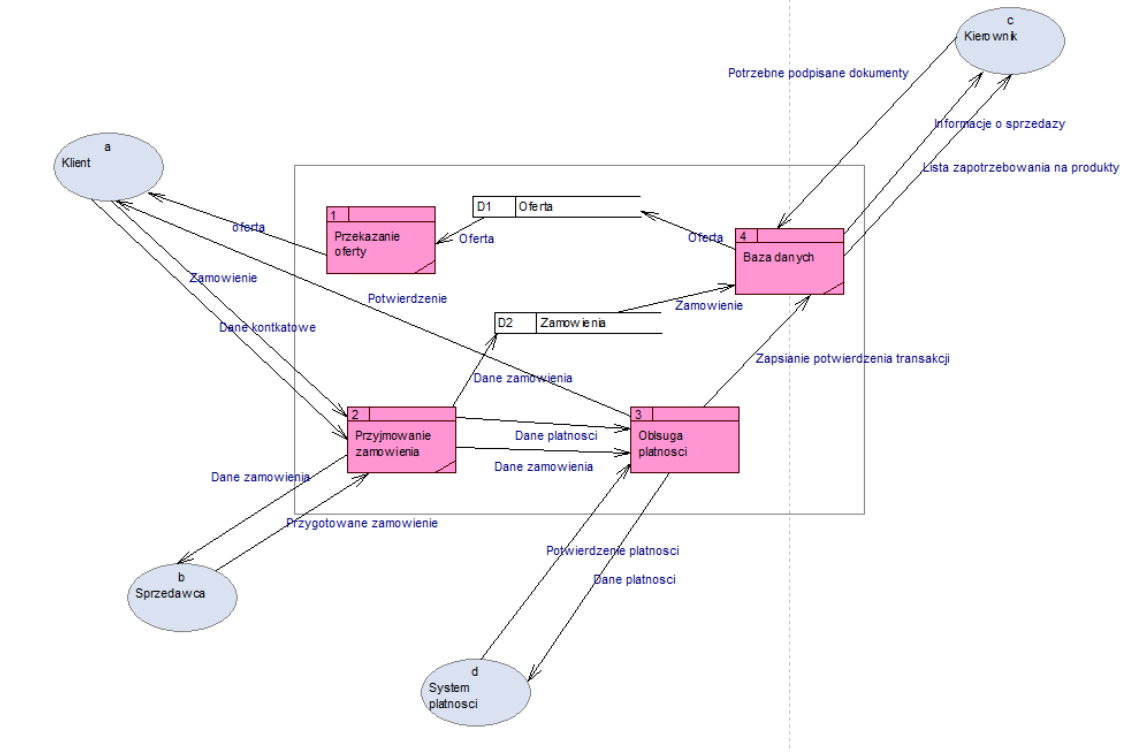 c
Kierownik
Potrzebne podpisane dokumenty
Informacje o sprzedazy
Lista zapotrzebowania na produkty
a
Klient
D1 Oferta
1
Przekazanie
oferty
oferta
Oferta
Oferta
4
Baza danych
Zamowienie
Potwierdzenie
Zamowienie
D2 Zamowienia
Dane kontkatowe
Zapsianie potwierdzenia transakcji
Dane zamowienia
2
Przyjmowanie
zamowienia
3
Oblsuga
platnosci
Dane platnosci
Dane zamowienia
Dane zamowienia
Przygotowane zamowienie
Potwierdzenie platnosci
Dane platnosci
b
Sprzedawca
d
System
platnosci